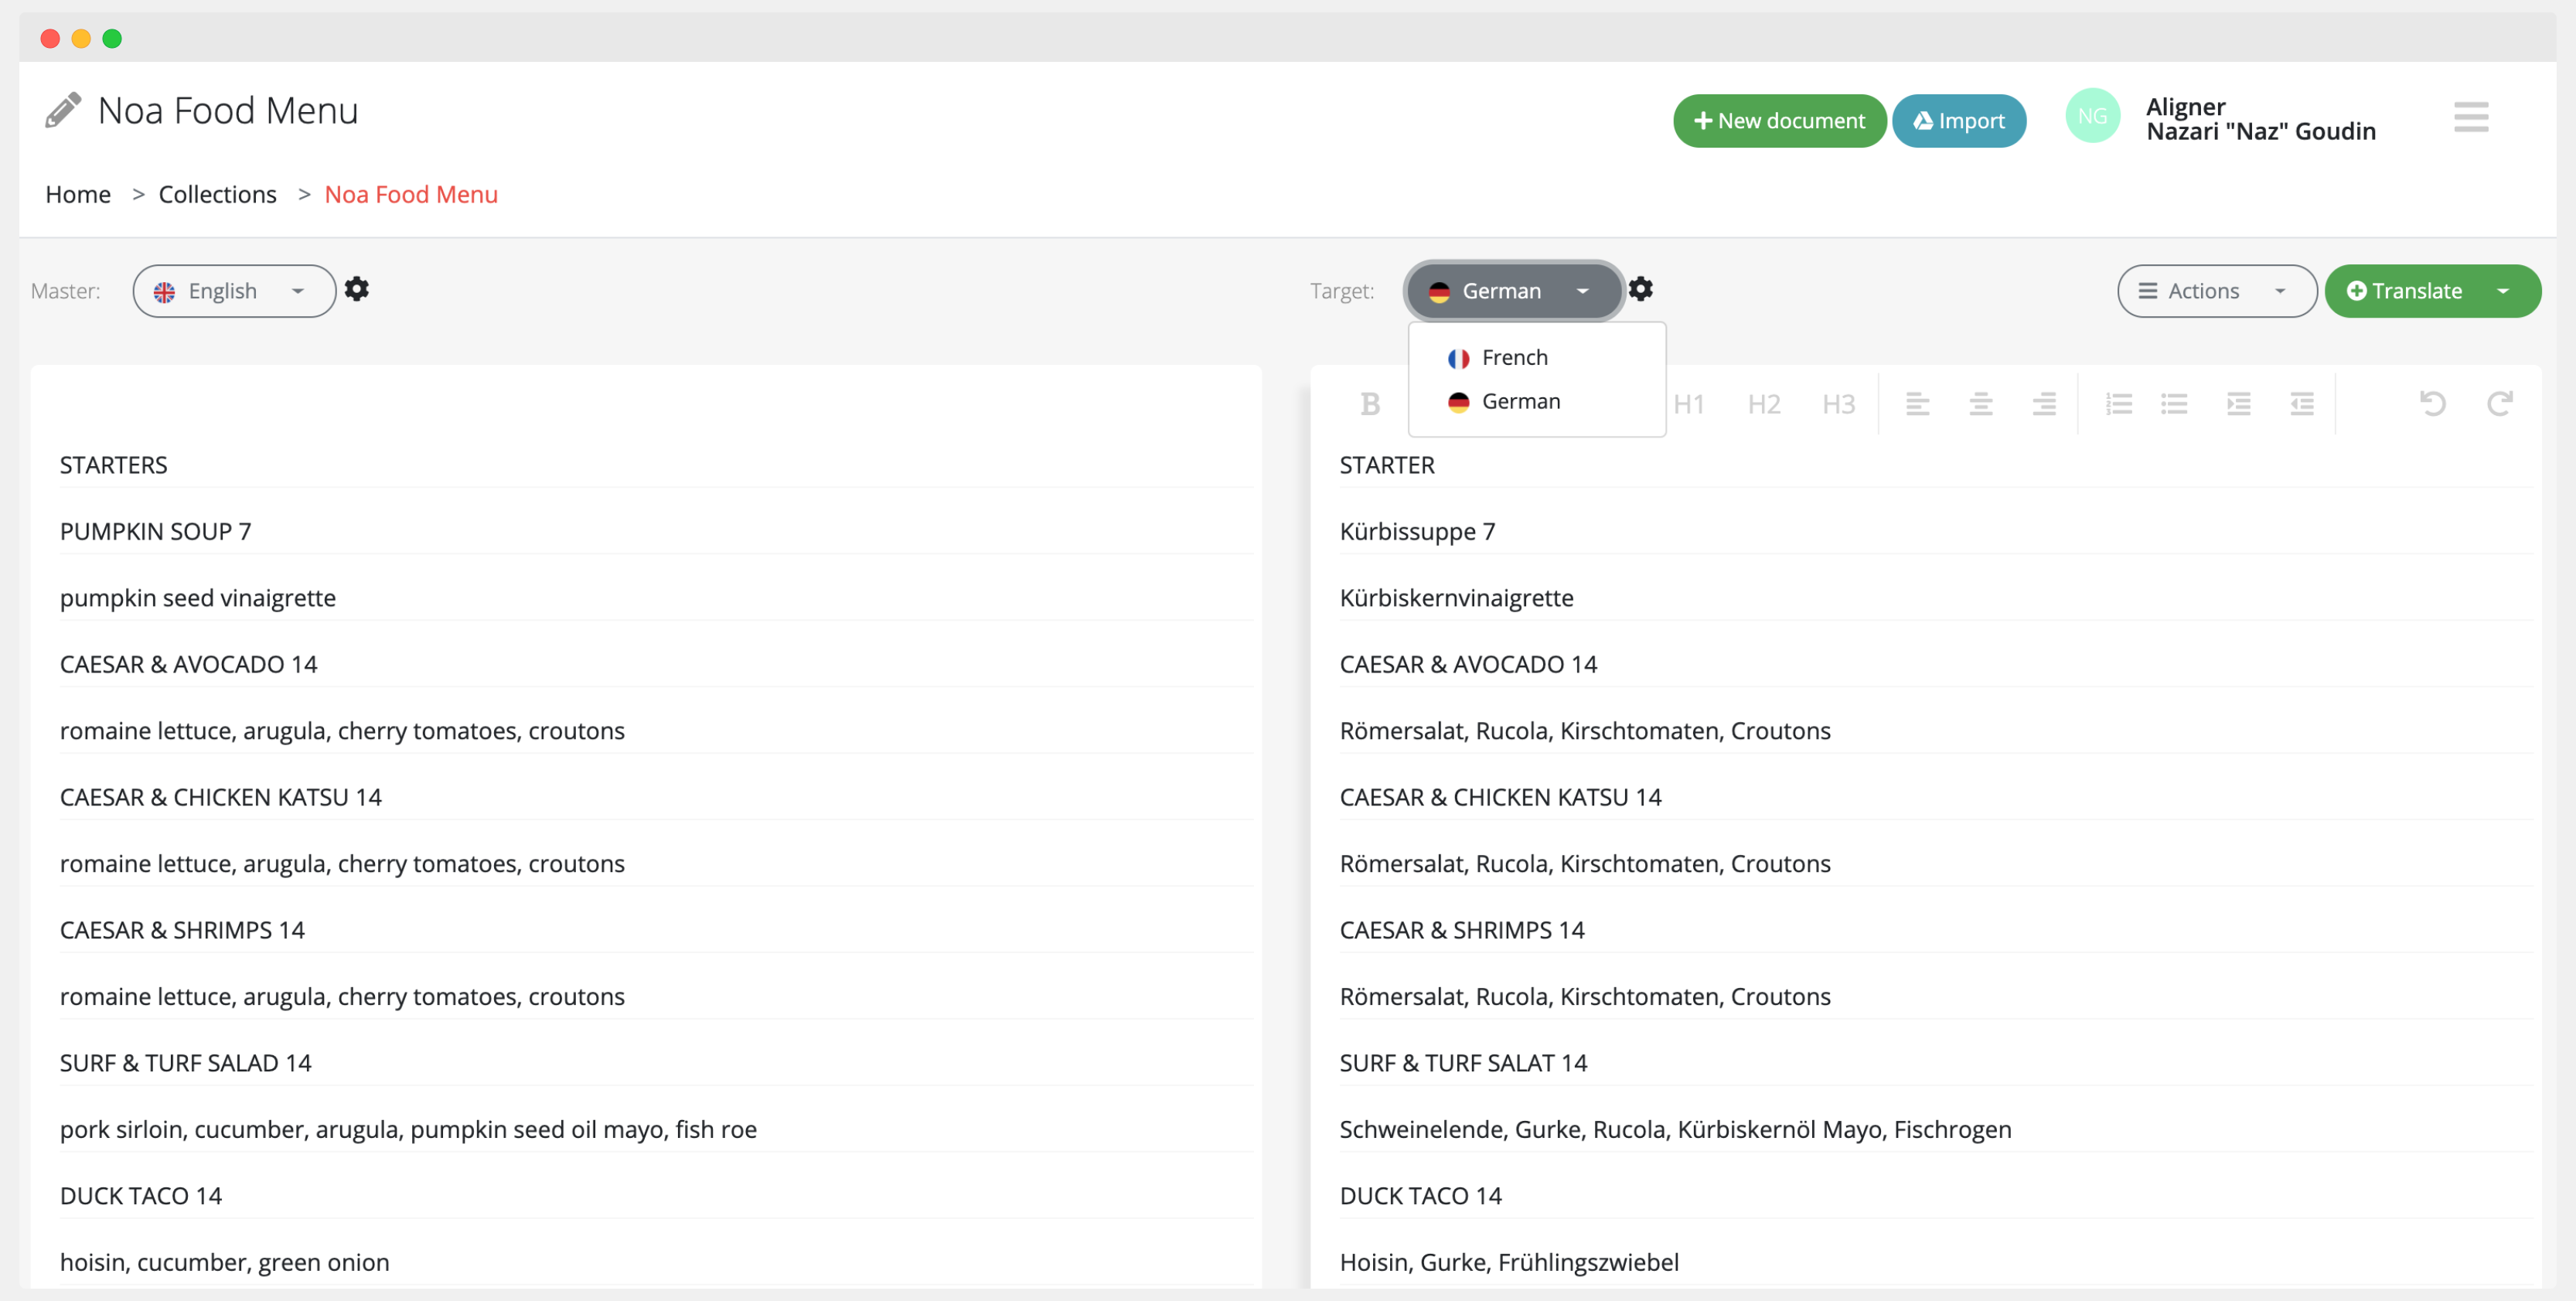 Noa Food Menu
New document
Import
NG
Aligner
Nazari "Naz" Goudin
Home > Collections > Noa Food Menu
Master:
English
Target:
German
Actions
Translate
French
German
B
H1
H2
H3
STARTERS
PUMPKIN SOUP 7
pumpkin seed vinaigrette
CAESAR & AVOCADO 14
romaine lettuce, arugula, cherry tomatoes, croutons
CAESAR & CHICKEN KATSU 14
romaine lettuce, arugula, cherry tomatoes, croutons
CAESAR & SHRIMPS 14
romaine lettuce, arugula, cherry tomatoes, croutons
SURF & TURF SALAD 14
pork sirloin, cucumber, arugula, pumpkin seed oil mayo, fish roe
DUCK TACO 14
hoisin, cucumber, green onion
STARTER
Kürbissuppe 7
Kürbiskernvinaigrette
CAESAR & AVOCADO 14
Römersalat, Rucola, Kirschtomaten, Croutons
CAESAR & CHICKEN KATSU 14
Römersalat, Rucola, Kirschtomaten, Croutons
CAESAR & SHRIMPS 14
Römersalat, Rucola, Kirschtomaten, Croutons
SURF & TURF SALAT 14
Schweinelende, Gurke, Rucola, Kürbiskernöl Mayo, Fischrogen
DUCK TACO 14
Hoisin, Gurke, Frühlingszwiebel